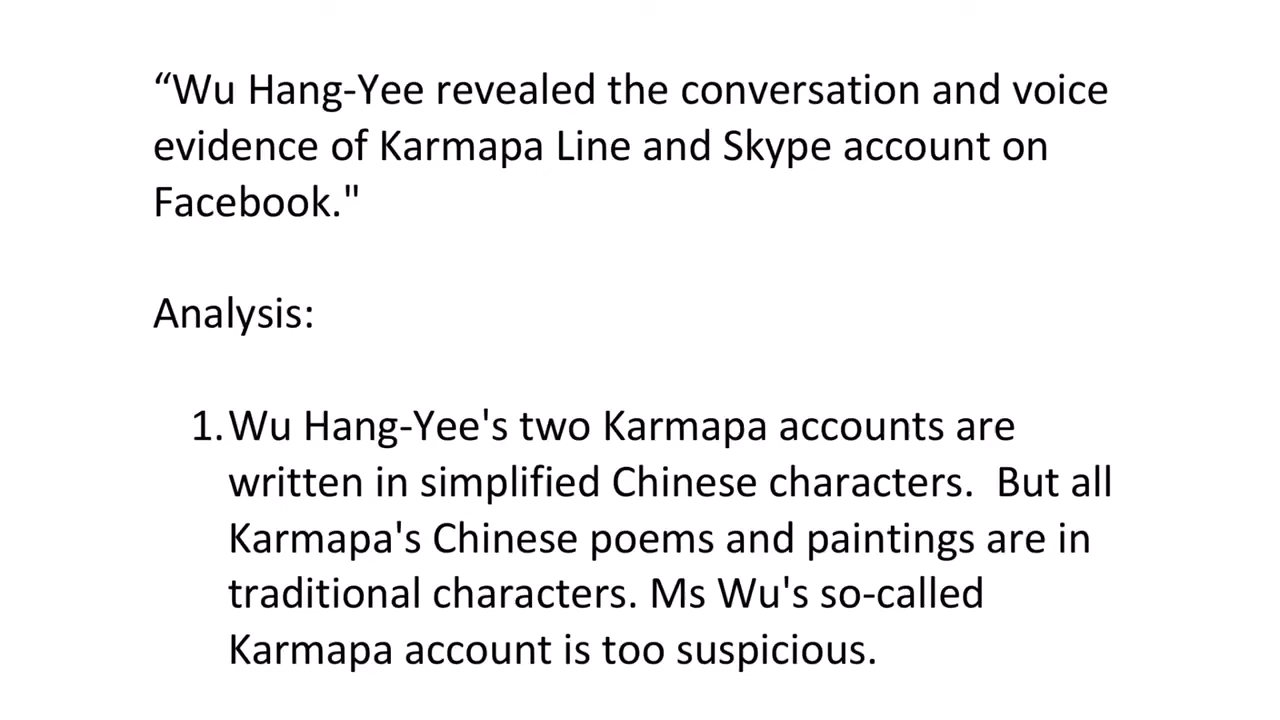 “Wu Hang-Yee revealed the conversation and voice
evidence of Karmapa Line and Skype account on
Facebook."
Analysis:
1. Wu Hang-Yee's two Karmapa accounts are
written in simplified Chinese characters.  But all
Karmapa's Chinese poems and paintings are in
traditional characters. Ms Wu's so-called
Karmapa account is too suspicious.